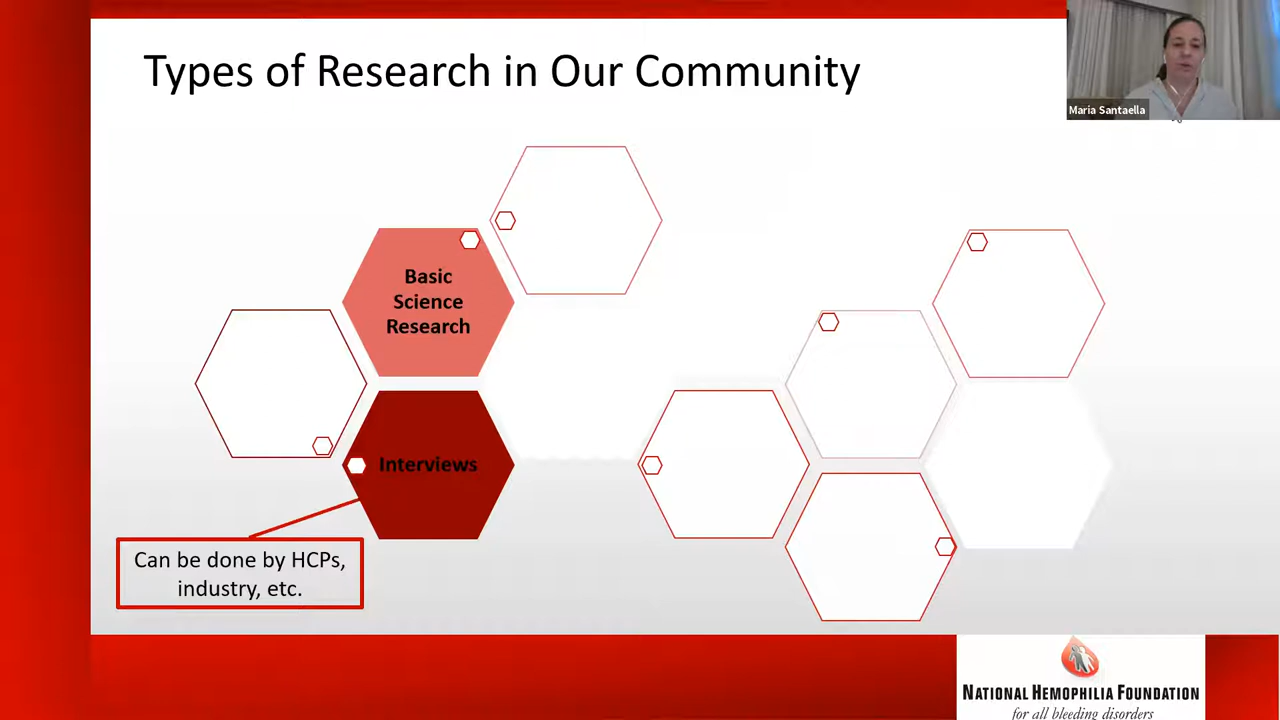 Types of Research in Our Community
Maria Santaella
Basic
Science
Research
Interviews
Can be done by HCPs,
industry, etc.
NATIONAL HEMOPHILIA FOUNDATION
for all bleeding disorders